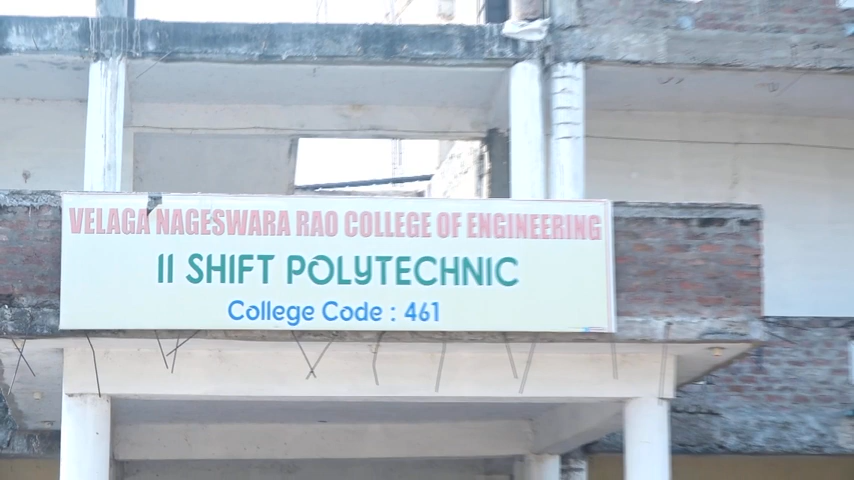 VELAGA NAGESWARA RAO COLLEGE OF ENGINEERING
II SHIFT POLYTECHNIC
College Code : 461